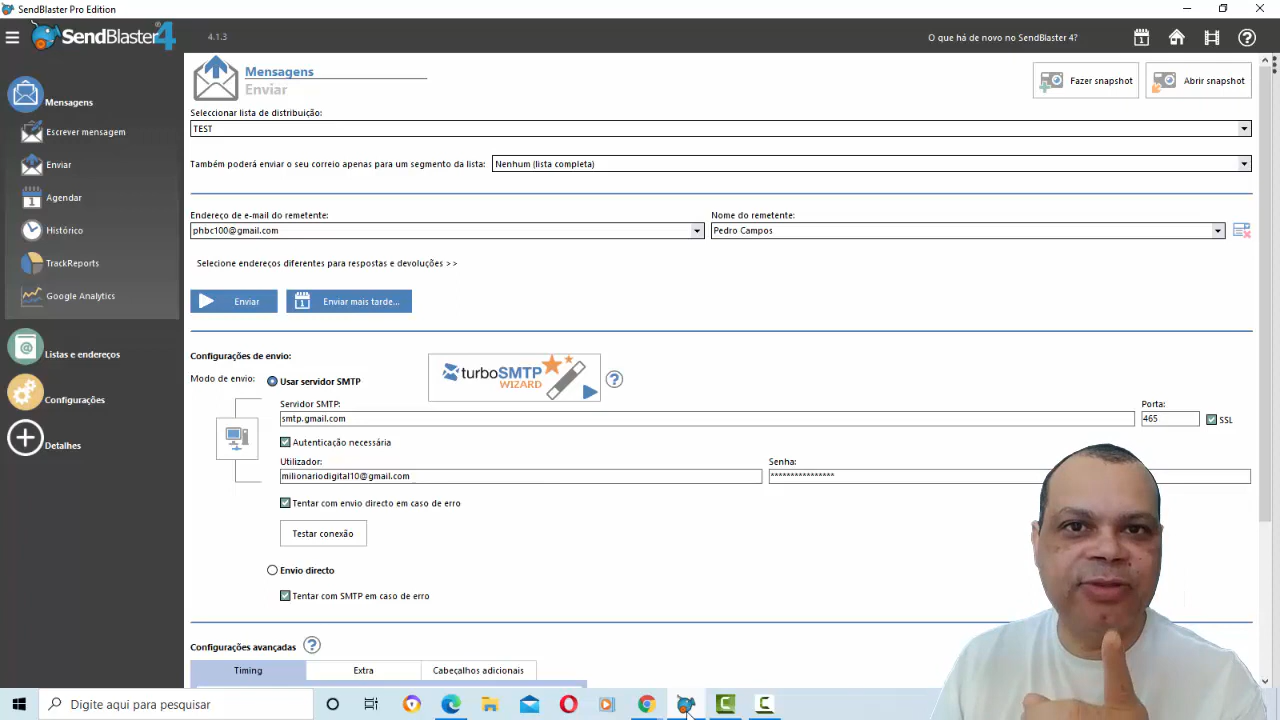 SendBlaster Pro Edition
SendBlaster 4
4.1.3
O que há de novo no SendBlaster 4?
1
Mensagens
Escrever mensagem
Enviar
1 Agendar
Histórico
TrackReports
Google Analytics
Listas e endereços
Configurações
Detalhes
Mensagens
Enviar
Fazer snapshot
Abrir snapshot
Seleccionar lista de distribuição:
TEST
Também poderá enviar o seu correio apenas para um segmento da lista: Nenhum (lista completa)
Endereço de e-mail do remetente: Nome do remetente:
phbc100@gmail.com Pedro Campos
Selecione endereços diferentes para respostas e devoluções >>
Enviar
1 Enviar mais tarde...
Configurações de envio:
Modo de envio: Usar servidor SMTP
turboSMTP
WIZARD
?
Servidor SMTP: Porta:
smtp.gmail.com 465 SSL
Autenticação necessária
Utilizador: Senha:
milionariodigital10@gmail.com ***************
Tentar com envio directo em caso de erro
Testar conexão
Envio directo
Tentar com SMTP em caso de erro
Configurações avançadas ?
Timing Extra Cabeçalhos adicionais
Digite aqui para pesquisar